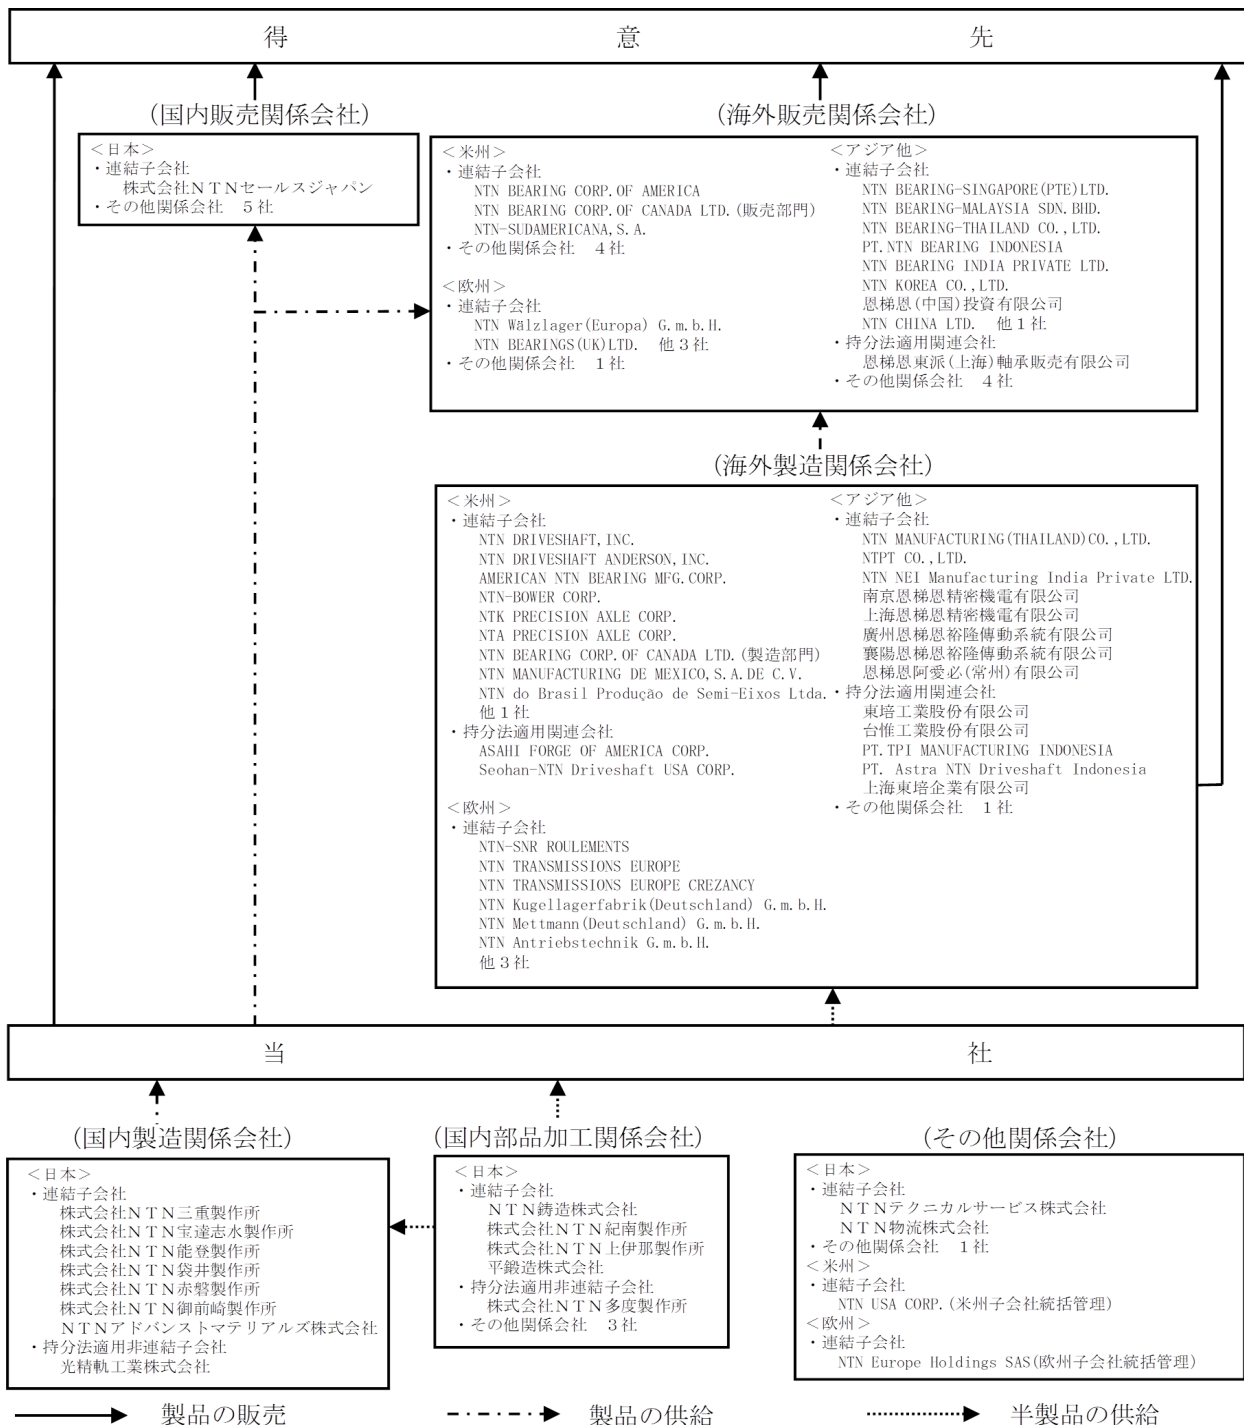 得意先
(国内販売関係会社)
＜日本＞
・連結子会社
株式会社ＮＴＮセールスジャパン
・その他関係会社　５社
(海外販売関係会社)
＜米州＞
・連結子会社
NTN BEARING CORP.OF AMERICA
NTN BEARING CORP.OF CANADA LTD.(販売部門)
NTN-SUDAMERICANA,S.A.
・その他関係会社　４社
＜欧州＞
・連結子会社
NTN Wälzlager(Europa) G.m.b.H.
NTN BEARINGS(UK)LTD.　他３社
・その他関係会社　１社
＜アジア他＞
・連結子会社
NTN BEARING-SINGAPORE(PTE)LTD.
NTN BEARING-MALAYSIA SDN.BHD.
NTN BEARING-THAILAND CO.,LTD.
PT.NTN BEARING INDONESIA
NTN BEARING INDIA PRIVATE LTD.
NTN KOREA CO.,LTD.
恩梯恩(中国)投資有限公司
NTN CHINA LTD.　他１社
・持分法適用関連会社
恩梯恩東派(上海)軸承販売有限公司
・その他関係会社　４社
(海外製造関係会社)
＜米州＞
・連結子会社
NTN DRIVESHAFT,INC.
NTN DRIVESHAFT ANDERSON,INC.
AMERICAN NTN BEARING MFG.CORP.
NTN-BOWER CORP.
NTK PRECISION AXLE CORP.
NTA PRECISION AXLE CORP.
NTN BEARING CORP.OF CANADA LTD.(製造部門)
NTN MANUFACTURING DE MEXICO,S.A.DE C.V.
NTN do Brasil Produção de Semi-Eixos Ltda.
他１社
・持分法適用関連会社
ASAHI FORGE OF AMERICA CORP.
Seohan-NTN Driveshaft USA CORP.
＜欧州＞
・連結子会社
NTN-SNR ROULEMENTS
NTN TRANSMISSIONS EUROPE
NTN TRANSMISSIONS EUROPE CREZANCY
NTN Kugellagerfabrik(Deutschland) G.m.b.H.
NTN Mettmann(Deutschland) G.m.b.H.
NTN Antriebstechnik G.m.b.H.
他３社
＜アジア他＞
・連結子会社
NTN MANUFACTURING(THAILAND)CO.,LTD.
NTPT CO.,LTD.
NTN NEI Manufacturing India Private LTD.
南京恩梯恩精密機電有限公司
上海恩梯恩精密機電有限公司
廣州恩梯恩裕隆傳動系統有限公司
襄陽恩梯恩裕隆傳動系統有限公司
恩梯恩阿愛必(常州)有限公司
・持分法適用関連会社
東培工業股份有限公司
台惟工業股份有限公司
PT.TPI MANUFACTURING INDONESIA
PT. Astra NTN Driveshaft Indonesia
上海東培企業有限公司
・その他関係会社　１社
当社
(国内製造関係会社)
＜日本＞
・連結子会社
株式会社ＮＴＮ三重製作所
株式会社ＮＴＮ宝達志水製作所
株式会社ＮＴＮ能登製作所
株式会社ＮＴＮ袋井製作所
株式会社ＮＴＮ赤磐製作所
株式会社ＮＴＮ御前崎製作所
ＮＴＮアドバンストマテリアルズ株式会社
・持分法適用非連結子会社
光精軌工業株式会社
(国内部品加工関係会社)
＜日本＞
・連結子会社
ＮＴＮ鋳造株式会社
株式会社ＮＴＮ紀南製作所
株式会社ＮＴＮ上伊那製作所
平鍛造株式会社
・持分法適用非連結子会社
株式会社ＮＴＮ多度製作所
・その他関係会社　３社
(その他関係会社)
＜日本＞
・連結子会社
ＮＴＮテクニカルサービス株式会社
ＮＴＮ物流株式会社
・その他関係会社　１社
＜米州＞
・連結子会社
NTN USA CORP.(米州子会社統括管理)
＜欧州＞
・連結子会社
NTN Europe Holdings SAS(欧州子会社統括管理)
製品の販売
製品の供給
半製品の供給